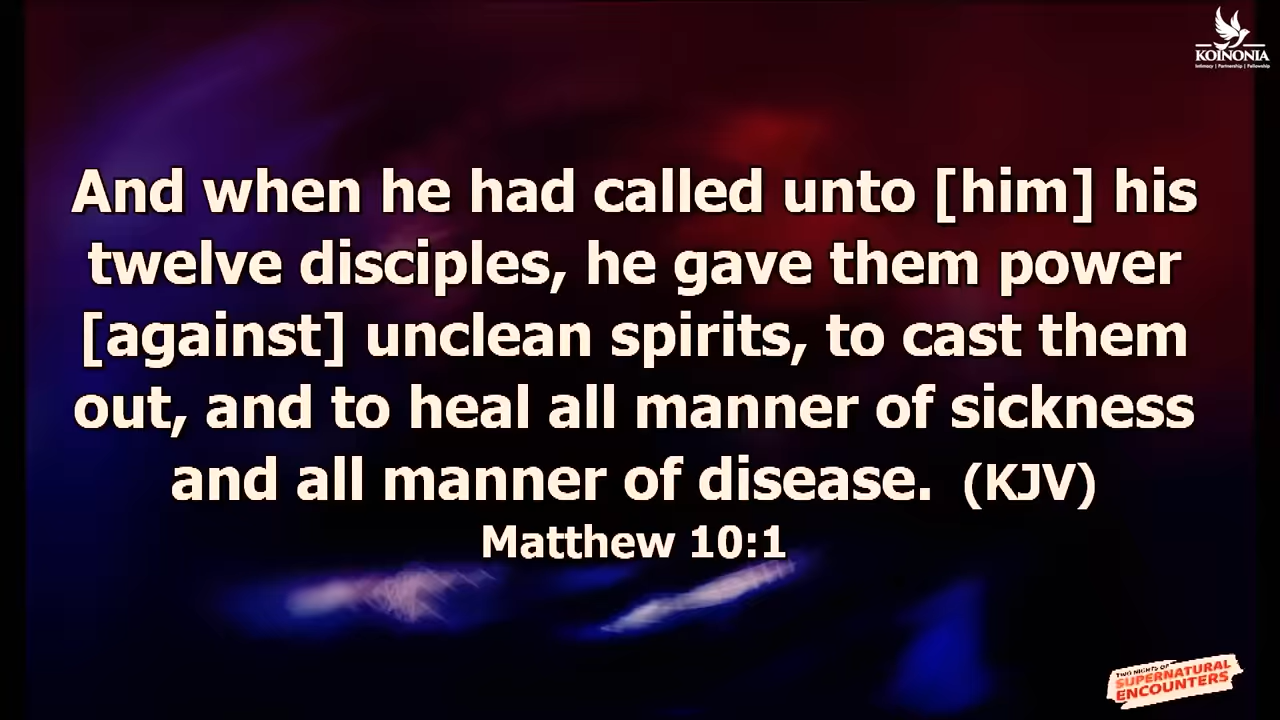 KOINONIA
Intimacy | Partnership | Fellowship
And when he had called unto [him] his
twelve disciples, he gave them power
[against] unclean spirits, to cast them
out, and to heal all manner of sickness
and all manner of disease. (KJV)
Matthew 10:1
TWO NIGHTS OF
SUPERNATURAL
ENCOUNTERS